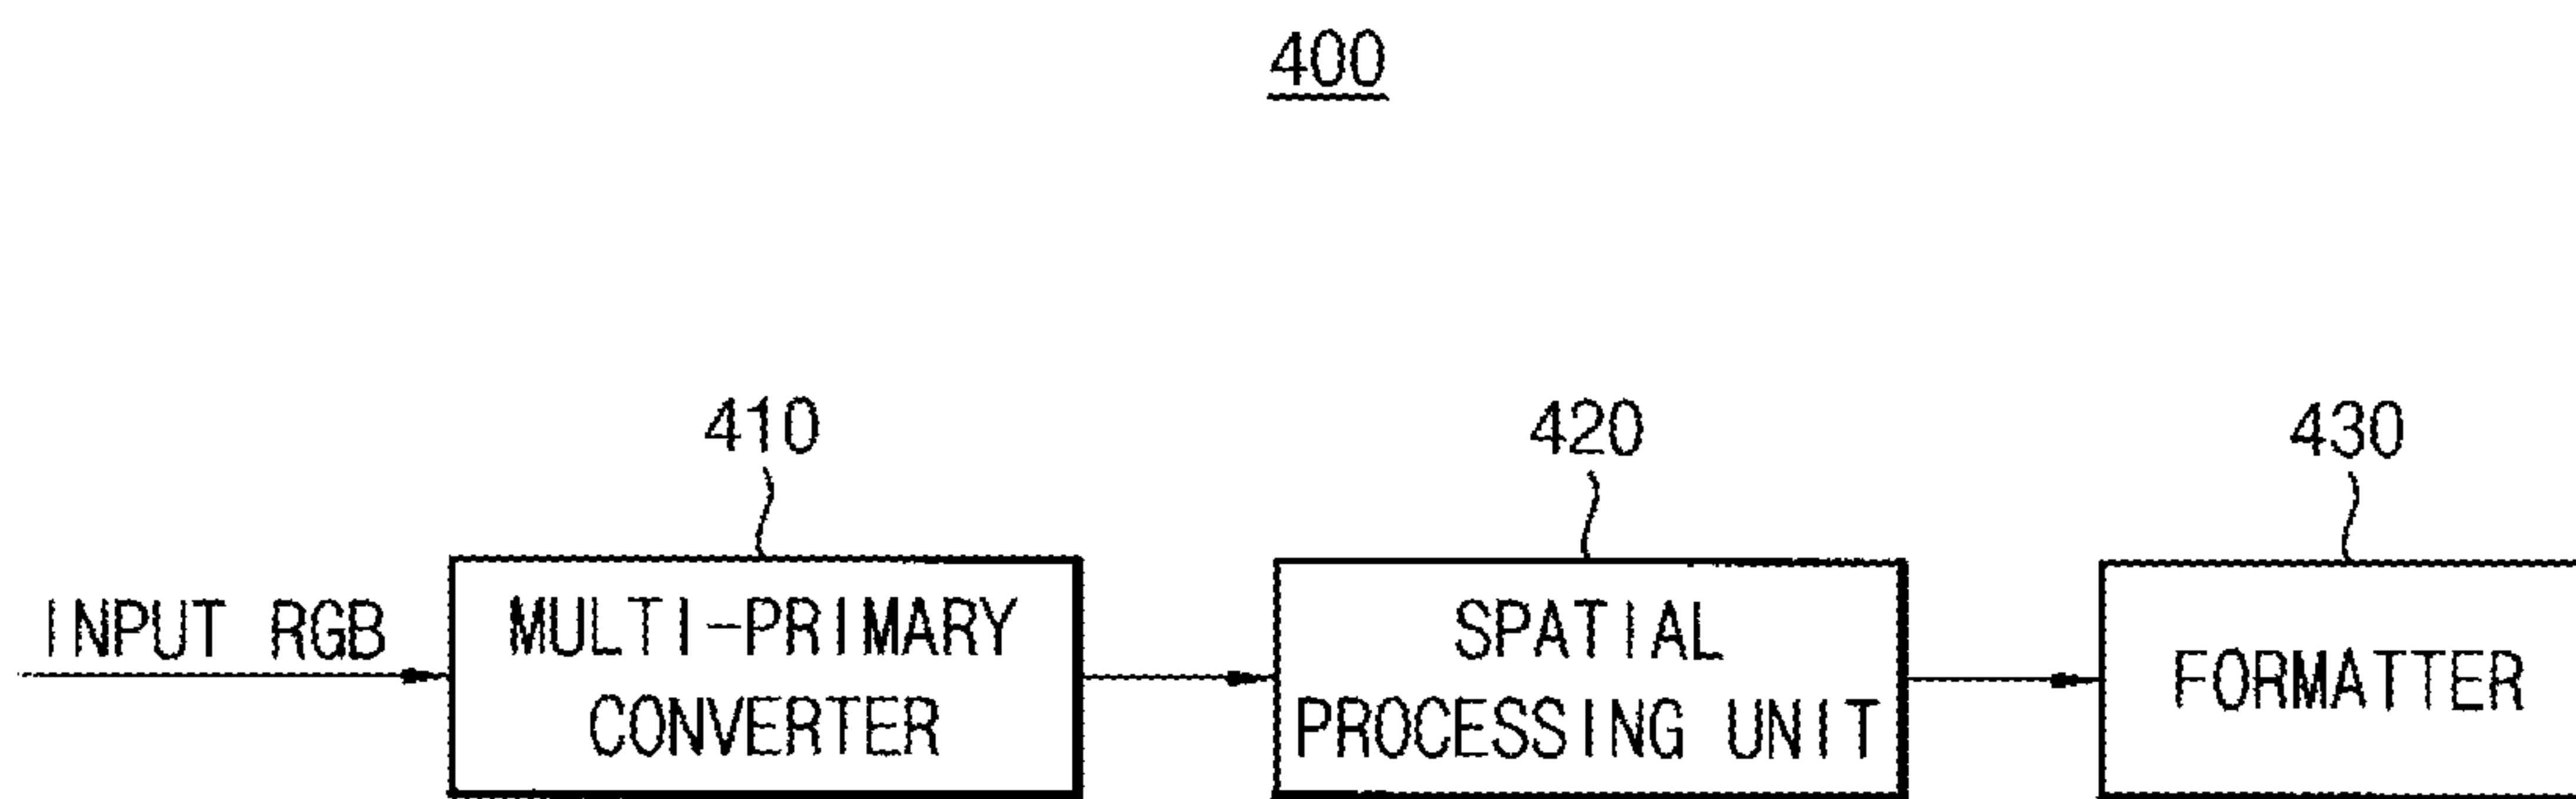 400
410
420
430
INPUT RGB
MULTI-PRIMARY
CONVERTER
SPATIAL
PROCESSING UNIT
FORMATTER